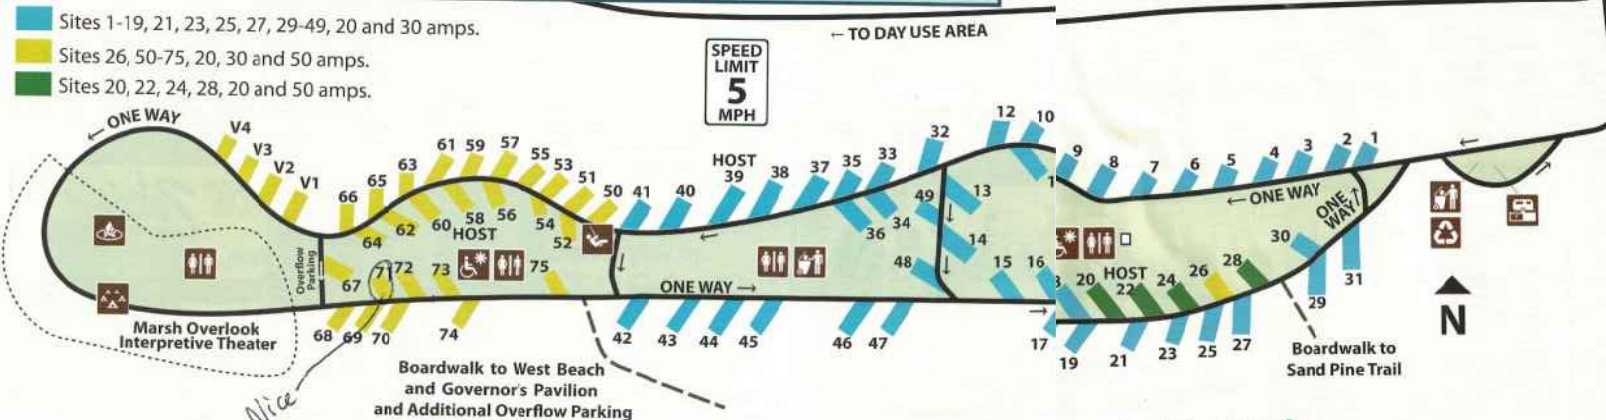 Sites 1-19, 21, 23, 25, 27, 29-49, 20 and 30 amps.
Sites 26, 50-75, 20, 30 and 50 amps.
Sites 20, 22, 24, 28, 20 and 50 amps.
← TO DAY USE AREA
SPEED
LIMIT
5
MPH
← ONE WAY
V4
V3
V2
V1
66
65
63
61
59
57
55
53
51
50
41
40
HOST
39
38
37
35
33
32
12
10
9
8
7
6
5
4
3
2
1
64
62
60
58
HOST
56
54
52
36
34
49
13
14
1
← ONE WAY
ONE
WAY
Overflow
Parking
67
71
72
73
75
48
15
16
3
20
HOST
22
24
26
28
30
31
29
ONE WAY →
68
69
70
74
42
43
44
45
46
47
17
19
21
23
25
27
N
Marsh Overlook
Interpretive Theater
Nice
Boardwalk to West Beach
and Governor's Pavilion
and Additional Overflow Parking
Boardwalk to
Sand Pine Trail